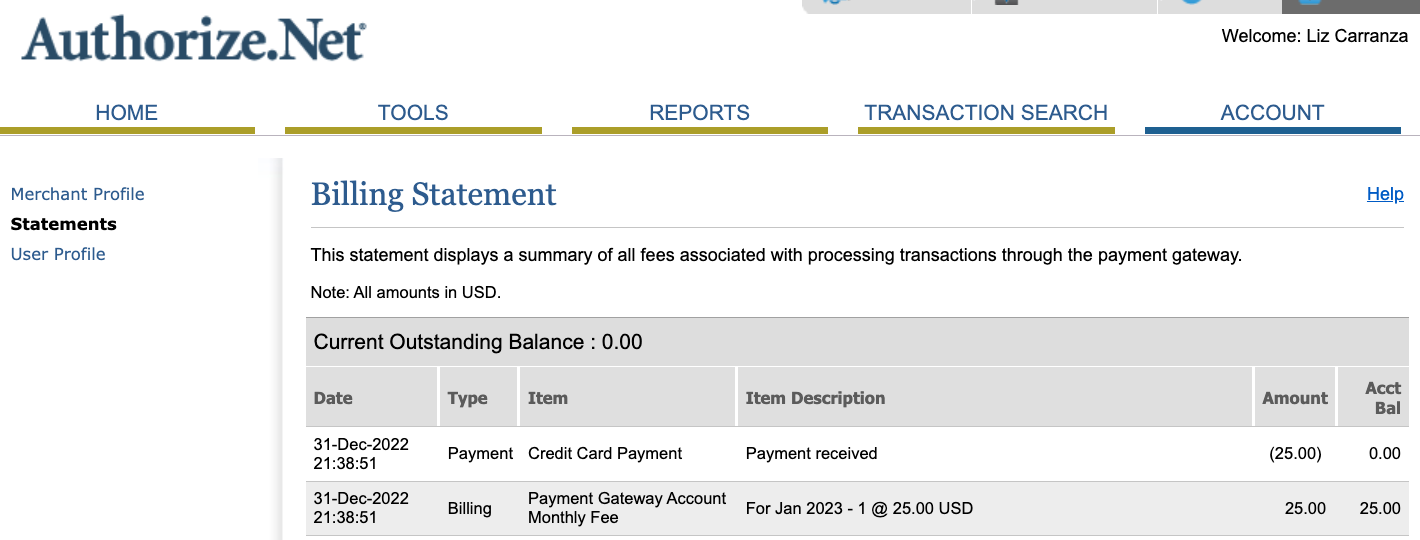 Authorize.Net
Welcome: Liz Carranza
HOME TOOLS REPORTS TRANSACTION SEARCH ACCOUNT
Merchant Profile
Statements
User Profile
Billing Statement
Help
This statement displays a summary of all fees associated with processing transactions through the payment gateway.
Note: All amounts in USD.
Current Outstanding Balance : 0.00
Date Type Item Item Description Amount Acct
Bal
31-Dec-2022
21:38:51 Payment Credit Card Payment Payment received (25.00) 0.00
31-Dec-2022
21:38:51 Billing Payment Gateway Account
Monthly Fee For Jan 2023 - 1 @ 25.00 USD 25.00 25.00